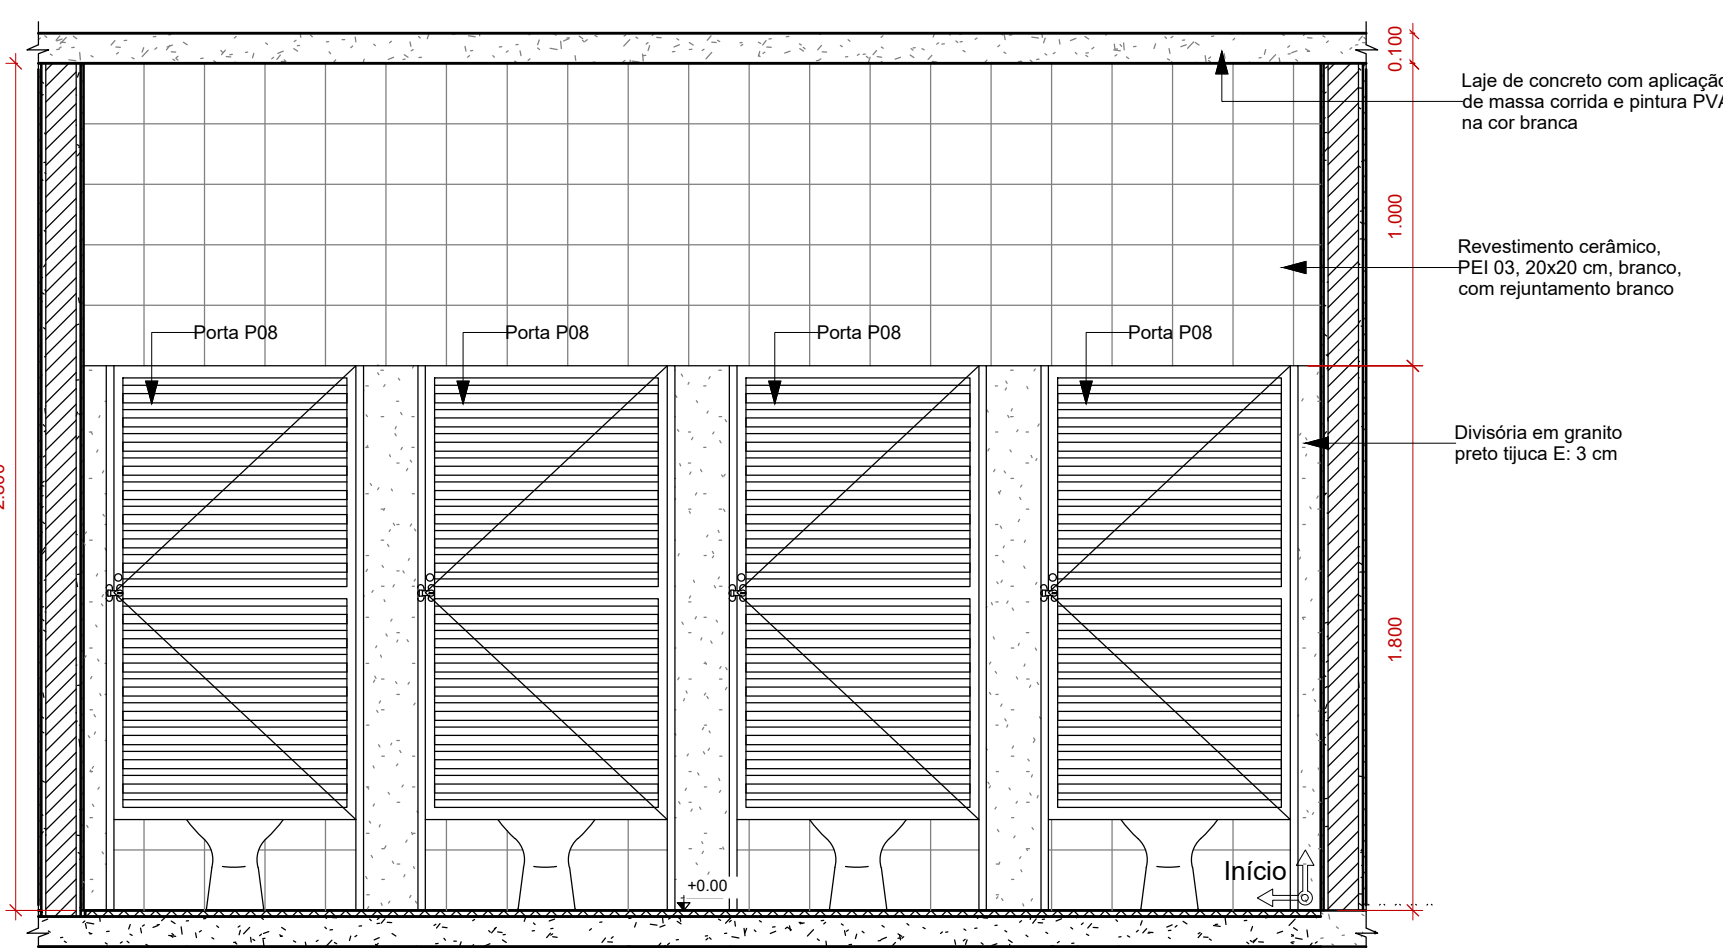 0.100
Laje de concreto com aplicação
de massa corrida e pintura PVA
na cor branca
1.000
Revestimento cerâmico,
PEI 03, 20x20 cm, branco,
com rejuntamento branco
Porta P08
Porta P08
Porta P08
Porta P08
Divisória em granito
preto tijuca E: 3 cm
1.800
Início
+0.00